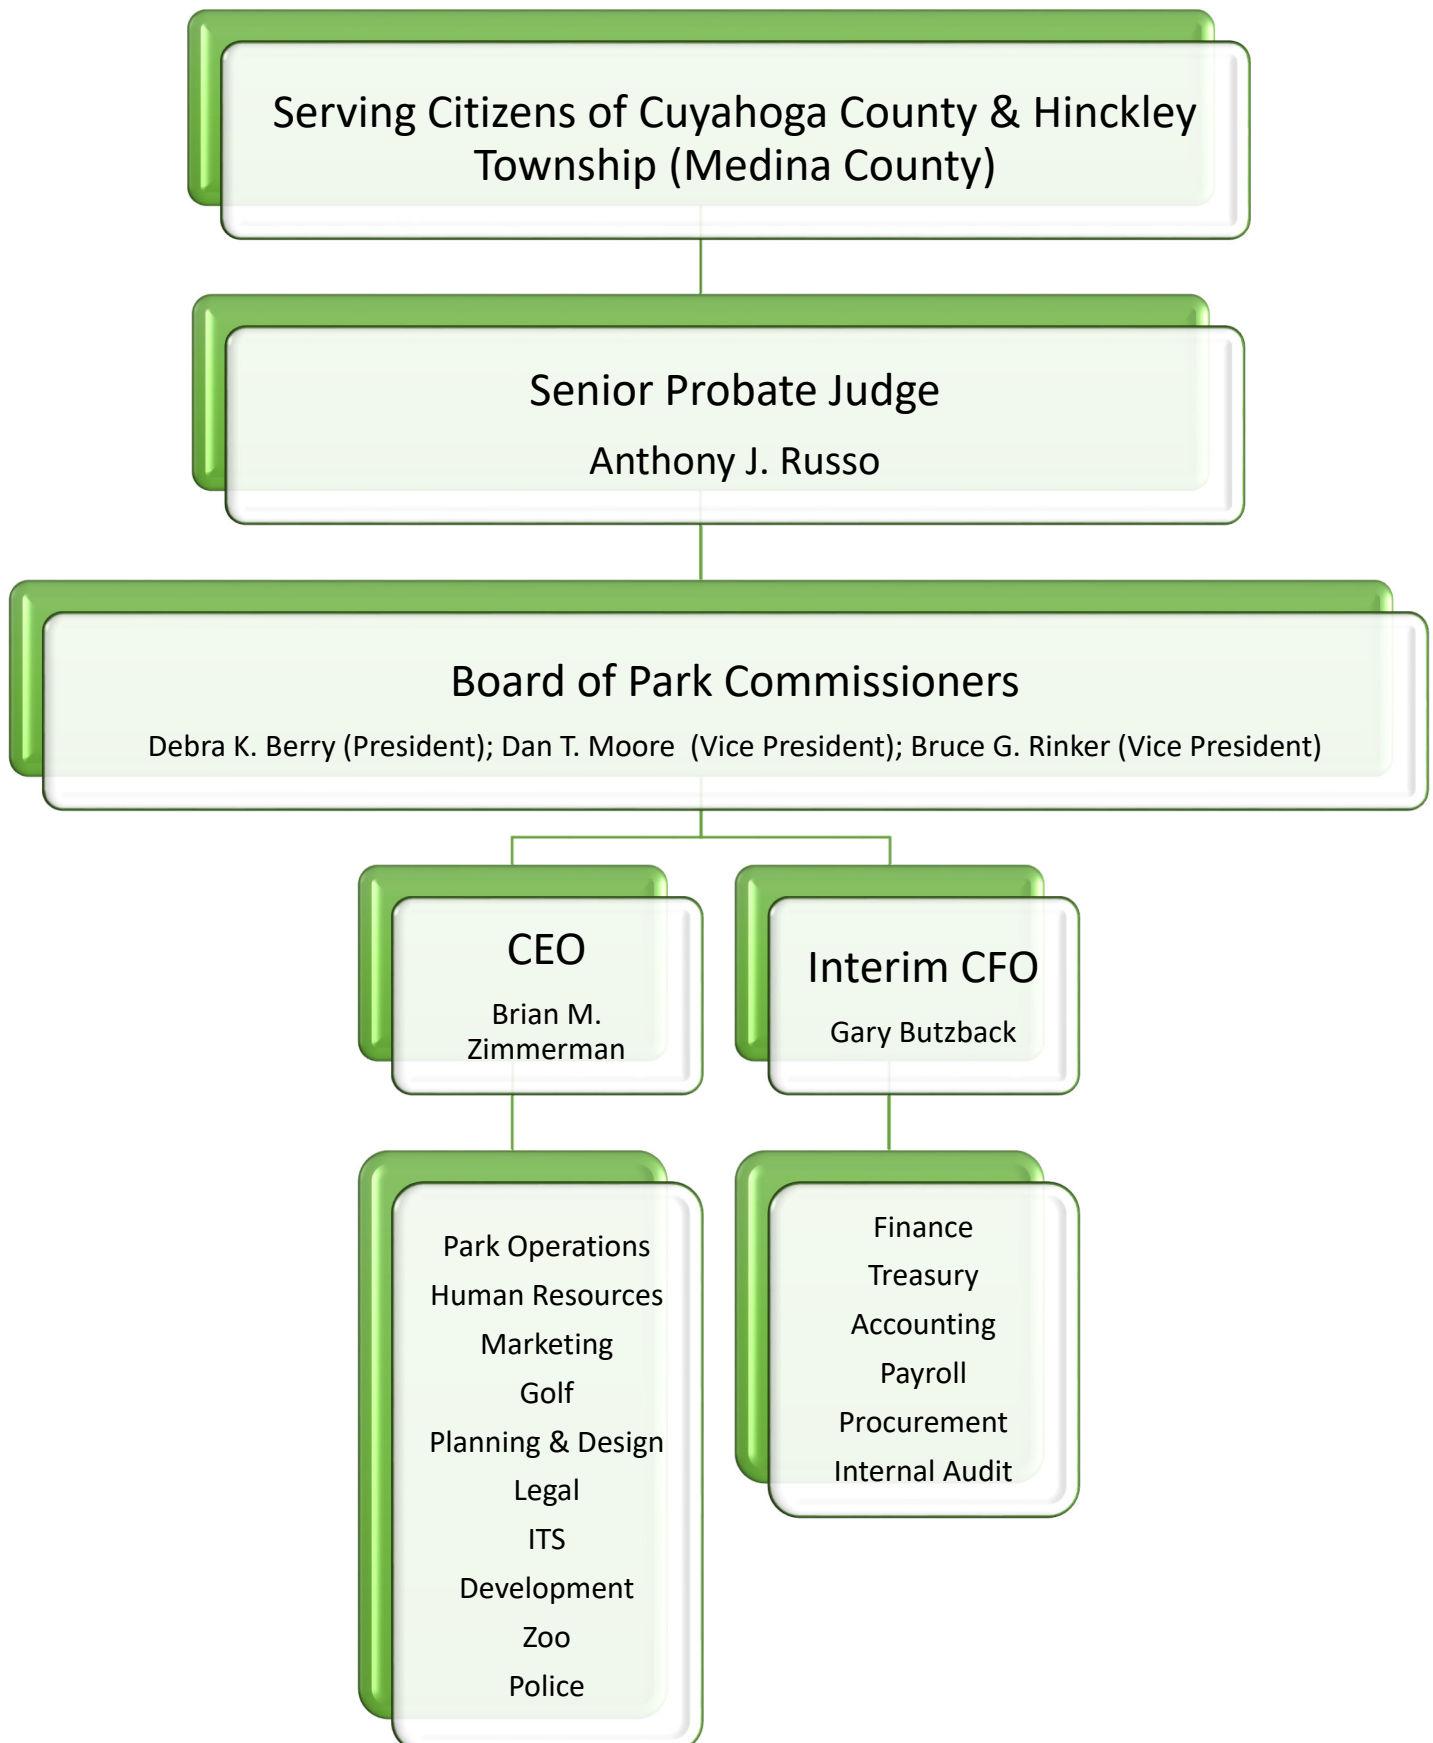 Serving Citizens of Cuyahoga County & Hinckley
Township (Medina County)
Senior Probate Judge
Anthony J. Russo
Board of Park Commissioners
Debra K. Berry (President); Dan T. Moore  (Vice President); Bruce G. Rinker (Vice President)
CEO
Brian M.
Zimmerman
Interim CFO
Gary Butzback
Park Operations
Human Resources
Marketing
Golf
Planning & Design
Legal
ITS
Development
Zoo
Police
Finance
Treasury
Accounting
Payroll
Procurement
Internal Audit